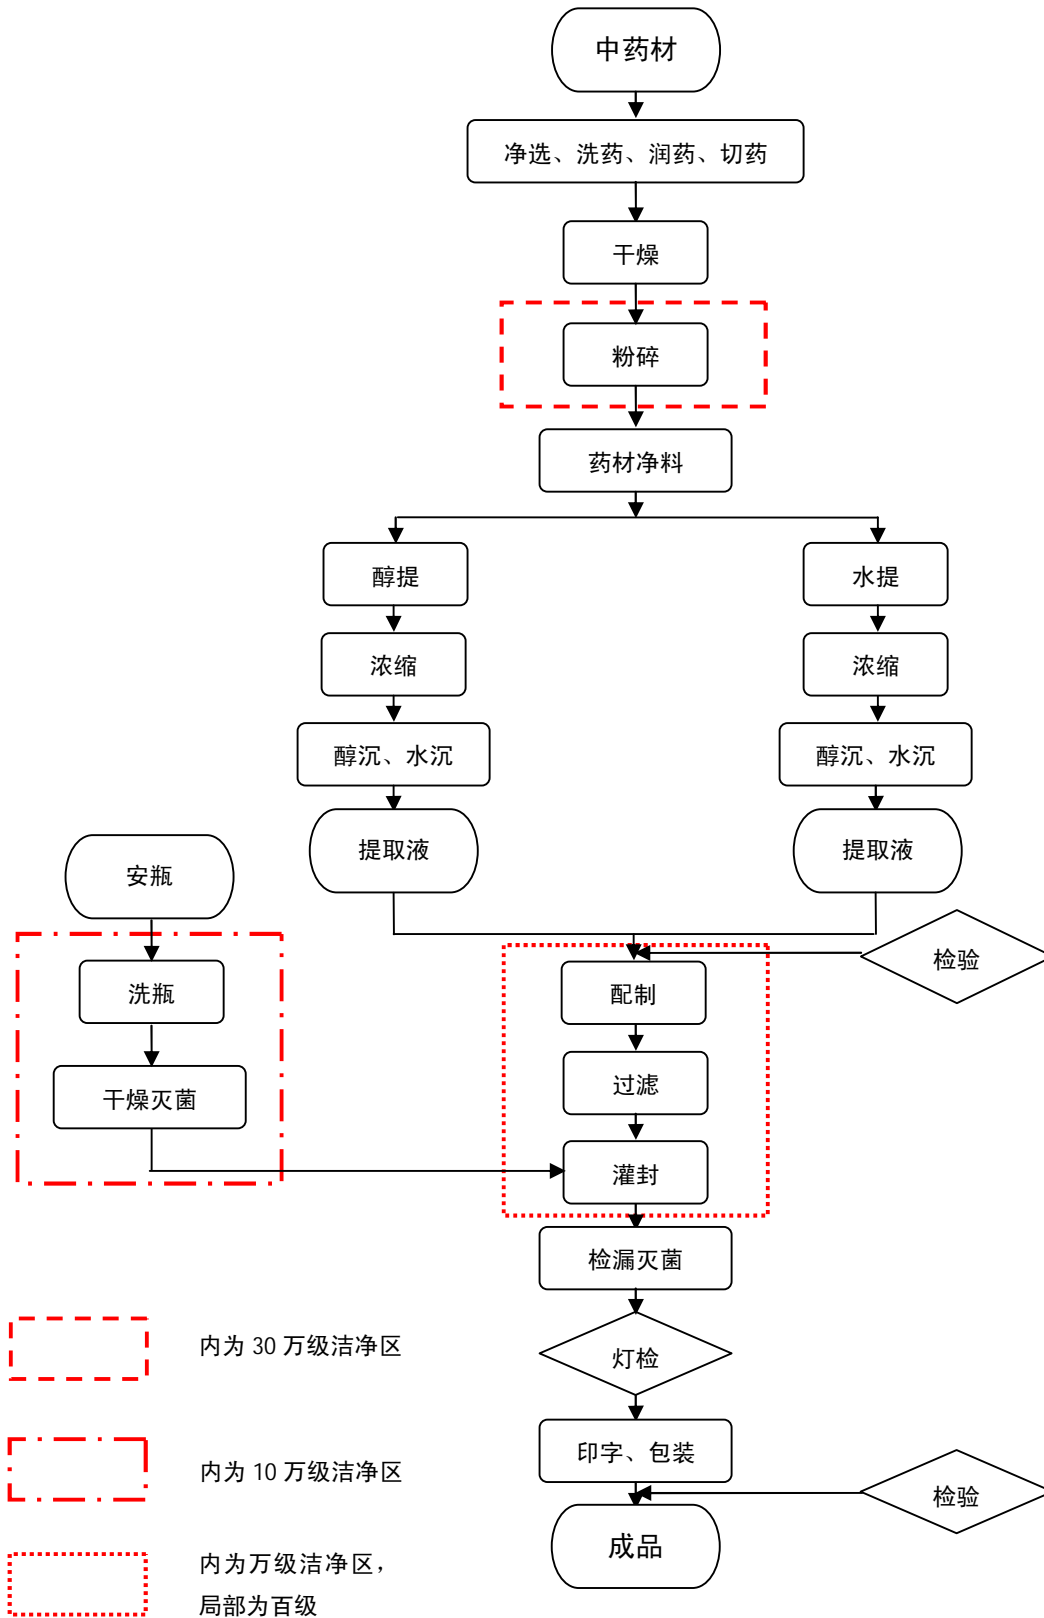 中药材
净选、洗药、润药、切药
干燥
粉碎
药材净料
醇提
水提
浓缩
浓缩
醇沉、水沉
醇沉、水沉
提取液
提取液
安瓶
检验
洗瓶
配制
干燥灭菌
过滤
灌封
检漏灭菌
内为 30 万级洁净区
灯检
印字、包装
内为 10 万级洁净区
检验
成品
内为万级洁净区，
局部为百级